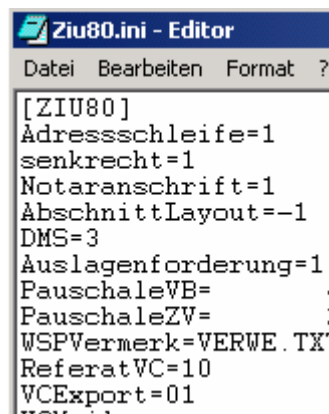 Ziu80.ini - Editor
Datei Bearbeiten Format ?
[ZIU80]
Adressschleife=1
senkrecht=1
Notaranschrift=1
AbschnittLayout=-1
DMS=3
Auslagenforderung=1
PauschaleVB=
PauschaleZV=
WSPVermerk=VERWE.TXT
ReferatVC=10
VCExport=01